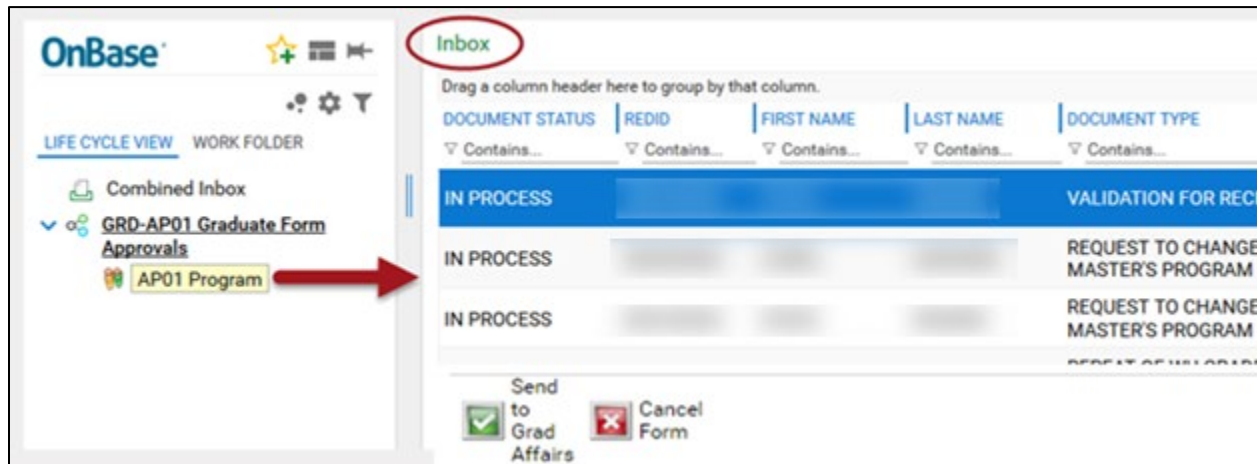 OnBase
LIFE CYCLE VIEW WORK FOLDER
Combined Inbox
GRD-AP01 Graduate Form
Approvals
AP01 Program
Inbox
Drag a column header here to group by that column.
DOCUMENT STATUS REDID FIRST NAME LAST NAME DOCUMENT TYPE
Contains... Contains... Contains... Contains... Contains...
IN PROCESS VALIDATION FOR RECE
IN PROCESS REQUEST TO CHANGE
MASTER'S PROGRAM
IN PROCESS REQUEST TO CHANGE
MASTER'S PROGRAM
Send
to
Grad
Affairs
Cancel
Form